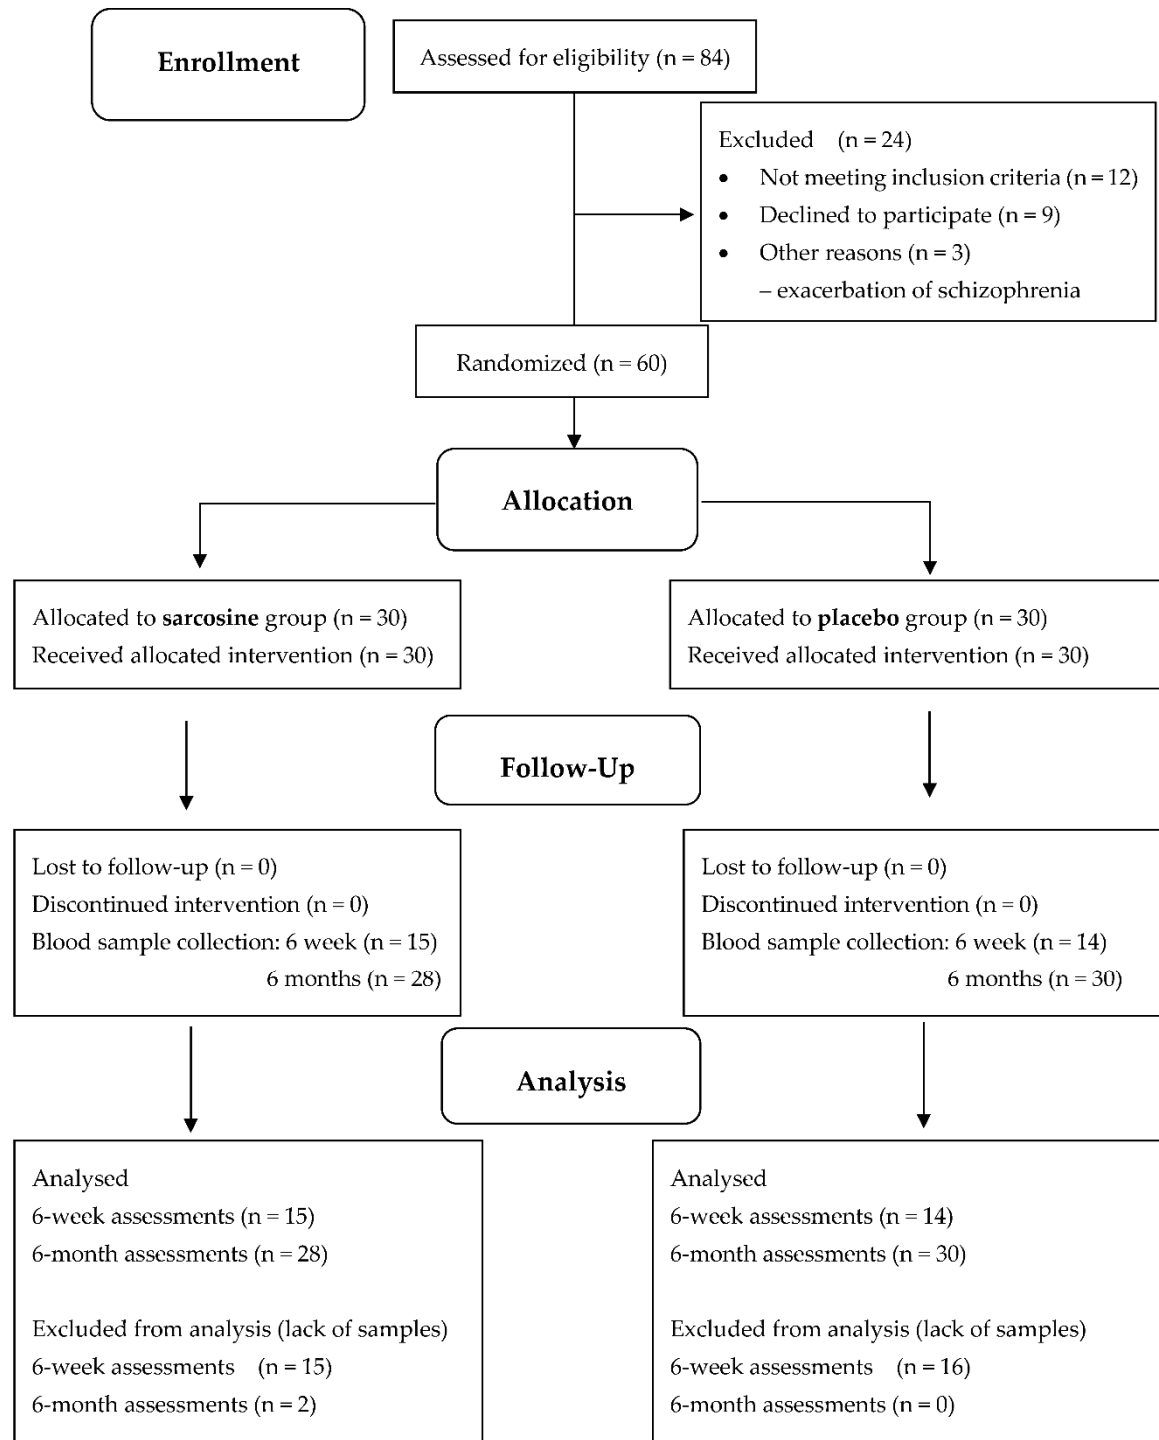 Enrollment
Assessed for eligibility (n = 84)
Excluded (n = 24)
• Not meeting inclusion criteria (n = 12)
• Declined to participate (n = 9)
• Other reasons (n = 3)
– exacerbation of schizophrenia
Randomized (n = 60)
Allocation
Allocated to sarcosine group (n = 30)
Received allocated intervention (n = 30)
Allocated to placebo group (n = 30)
Received allocated intervention (n = 30)
Follow-Up
Lost to follow-up (n = 0)
Discontinued intervention (n = 0)
Blood sample collection: 6 week (n = 15)
6 months (n = 28)
Lost to follow-up (n = 0)
Discontinued intervention (n = 0)
Blood sample collection: 6 week (n = 14)
6 months (n = 30)
Analysis
Analysed
6-week assessments (n = 15)
6-month assessments (n = 28)
Excluded from analysis (lack of samples)
6-week assessments (n = 15)
6-month assessments (n = 2)
Analysed
6-week assessments (n = 14)
6-month assessments (n = 30)
Excluded from analysis (lack of samples)
6-week assessments (n = 16)
6-month assessments (n = 0)